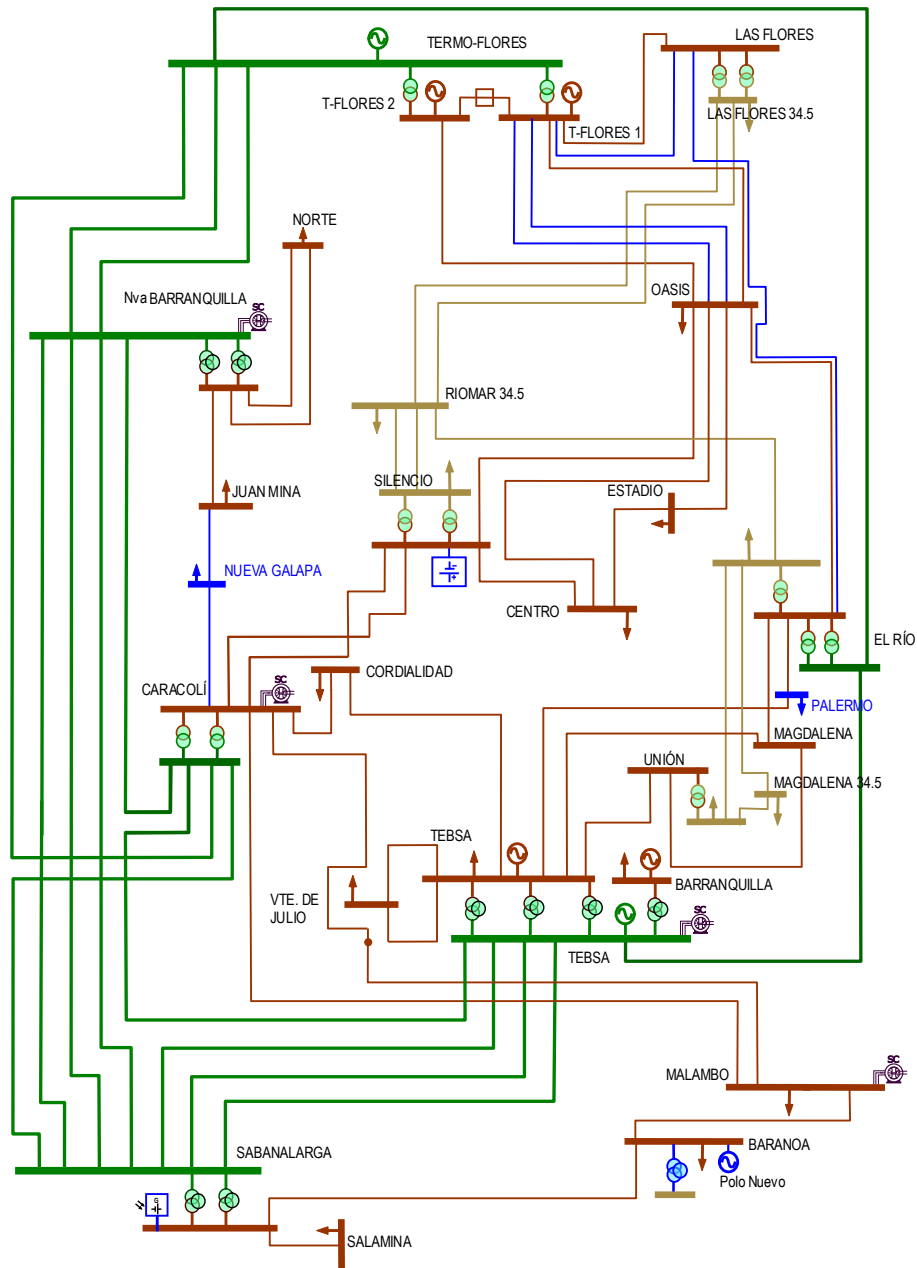 LAS FLORES
TERMO-FLORES
T-FLORES 2
LAS FLORES 34.5
T-FLORES 1
NORTE
OASIS
Nva BARRANQUILLA
SC
RIOMAR 34.5
SILENCIO
JUAN MINA
ESTADIO
NUEVA GALAPA
CENTRO
EL RÍO
CORDIALIDAD
CARACOLÍ
SC
PALERMO
MAGDALENA
UNIÓN
MAGDALENA 34.5
TEBSA
BARRANQUILLA
VTE. DE
JULIO
SC
TEBSA
SC
MALAMBO
BARANOA
SABANALARGA
Polo Nuevo
G
SALAMINA